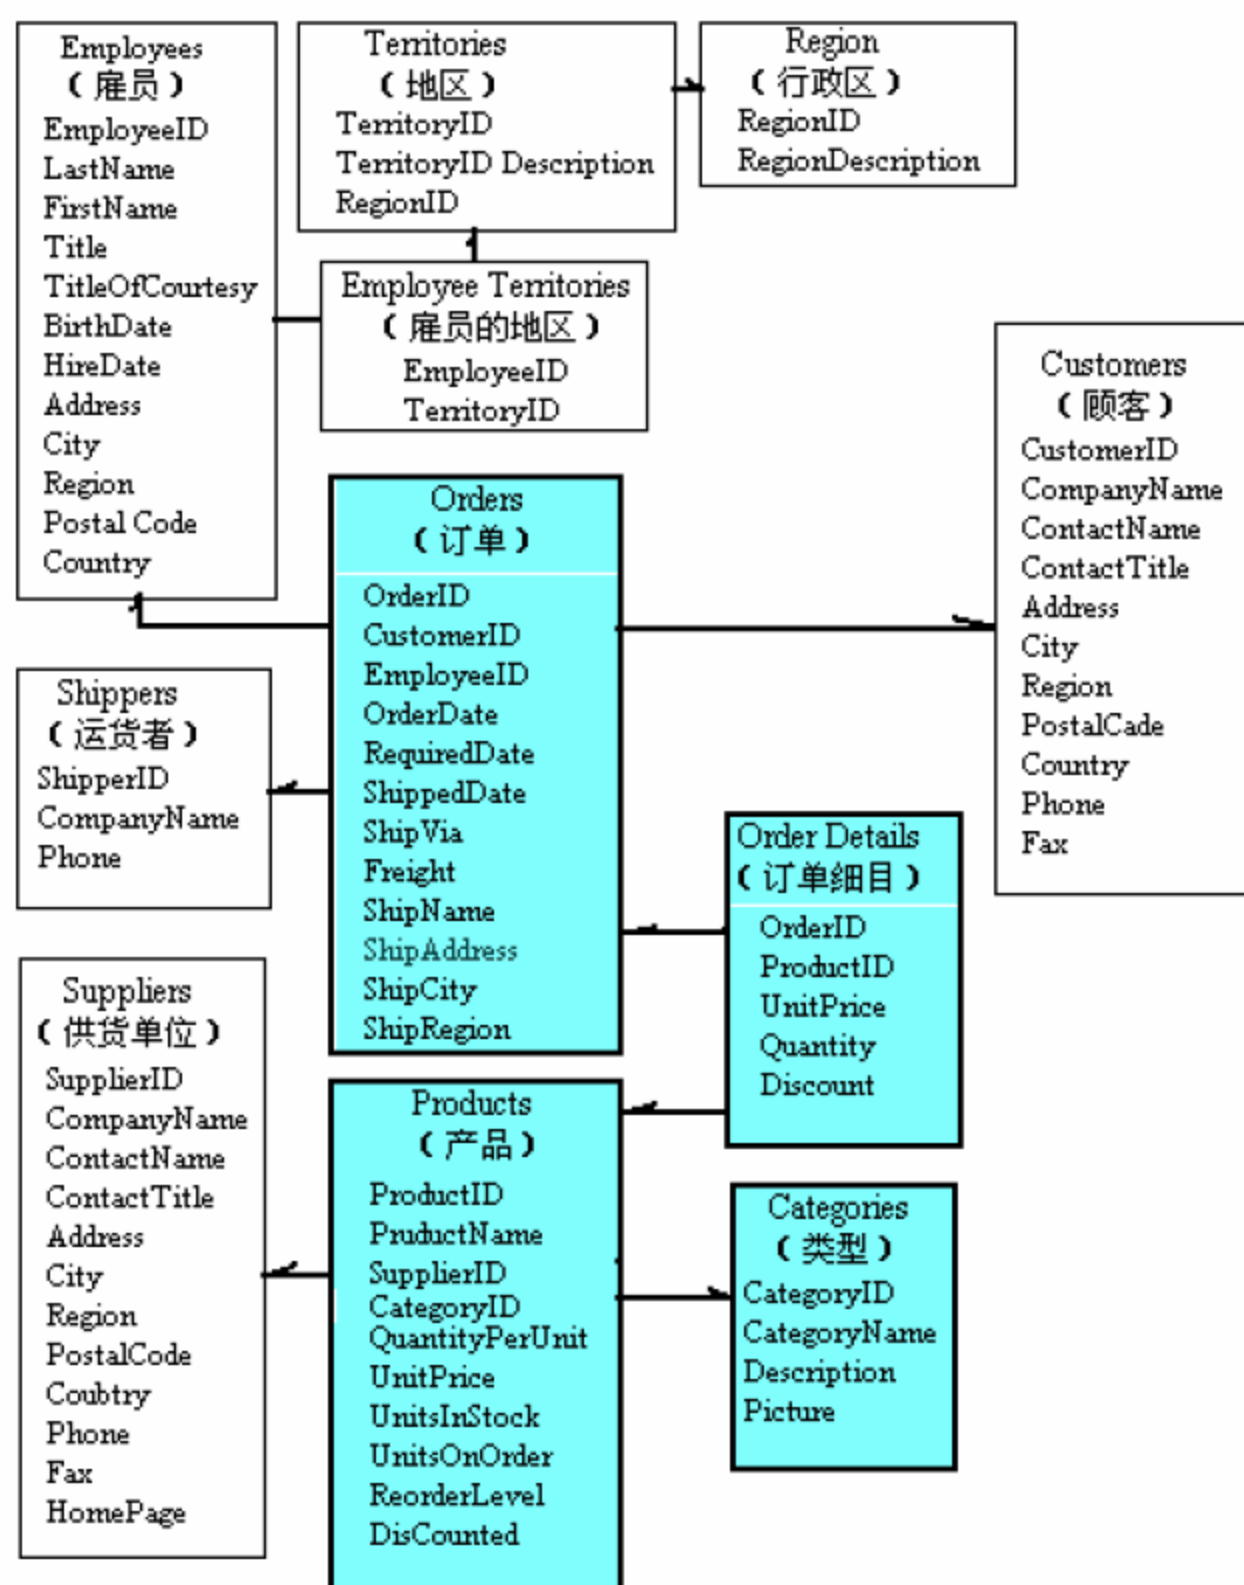 Employees
（雇员）
EmployeeID
LastName
FirstName
Title
TitleOfCourtesy
BirthDate
HireDate
Address
City
Region
Postal Code
Country
Territories
（地区）
TerritoryID
TerritoryID Description
RegionID
Region
（行政区）
RegionID
RegionDescription
Employee Territories
（雇员的地区）
EmployeeID
TerritoryID
Customers
（顾客）
CustomerID
CompanyName
ContactName
ContactTitle
Address
City
Region
PostalCade
Country
Phone
Fax
Orders
（订单）
OrderID
CustomerID
EmployeeID
OrderDate
RequiredDate
ShippedDate
ShipVia
Freight
ShipName
ShipAddress
ShipCity
ShipRegion
Shippers
（运货者）
ShipperID
CompanyName
Phone
Order Details
（订单细目）
OrderID
ProductID
UnitPrice
Quantity
Discount
Suppliers
（供货单位）
SupplierID
CompanyName
ContactName
ContactTitle
Address
City
Region
PostalCode
Coubtry
Phone
Fax
HomePage
Products
（产品）
ProductID
PruductName
SupplierID
CategoryID
QuantityPerUnit
UnitPrice
UnitsInStock
UnitsOnOrder
ReorderLevel
DisCounted
Categories
（类型）
CategoryID
CategoryName
Description
Picture